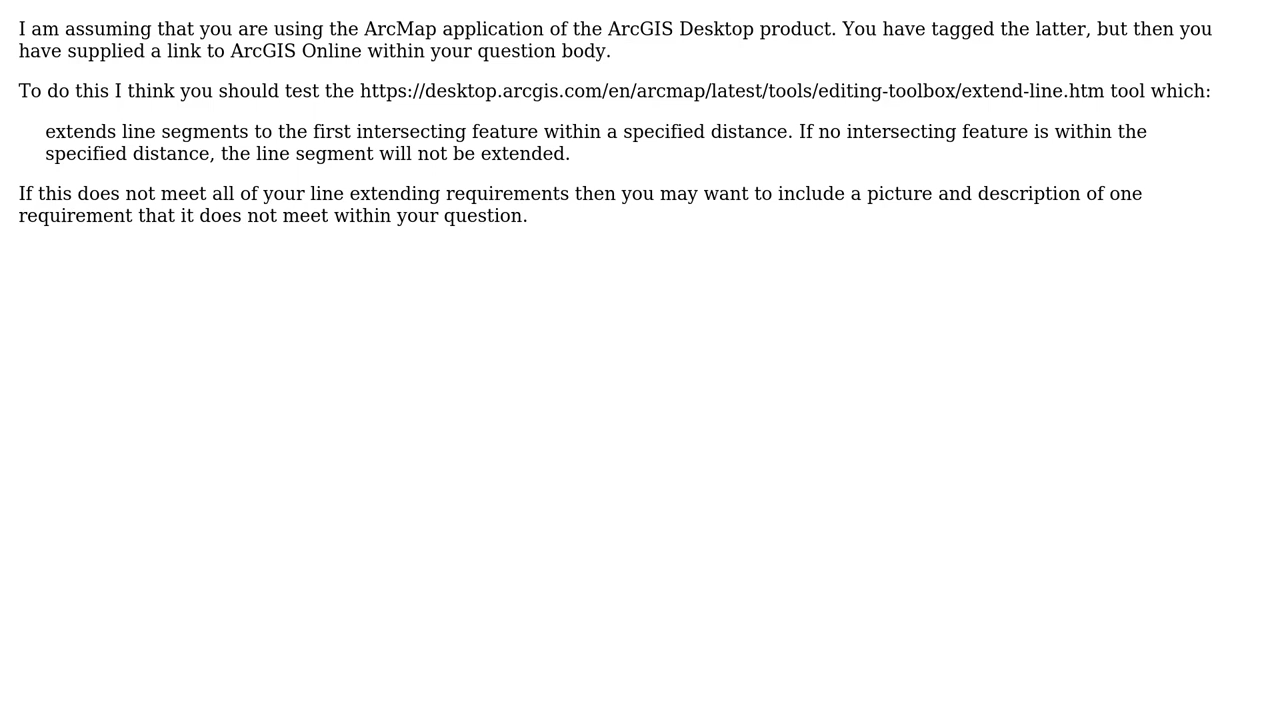 I am assuming that you are using the ArcMap application of the ArcGIS Desktop product. You have tagged the latter, but then you
have supplied a link to ArcGIS Online within your question body.
To do this I think you should test the https://desktop.arcgis.com/en/arcmap/latest/tools/editing-toolbox/extend-line.htm tool which:
extends line segments to the first intersecting feature within a specified distance. If no intersecting feature is within the
specified distance, the line segment will not be extended.
If this does not meet all of your line extending requirements then you may want to include a picture and description of one
requirement that it does not meet within your question.